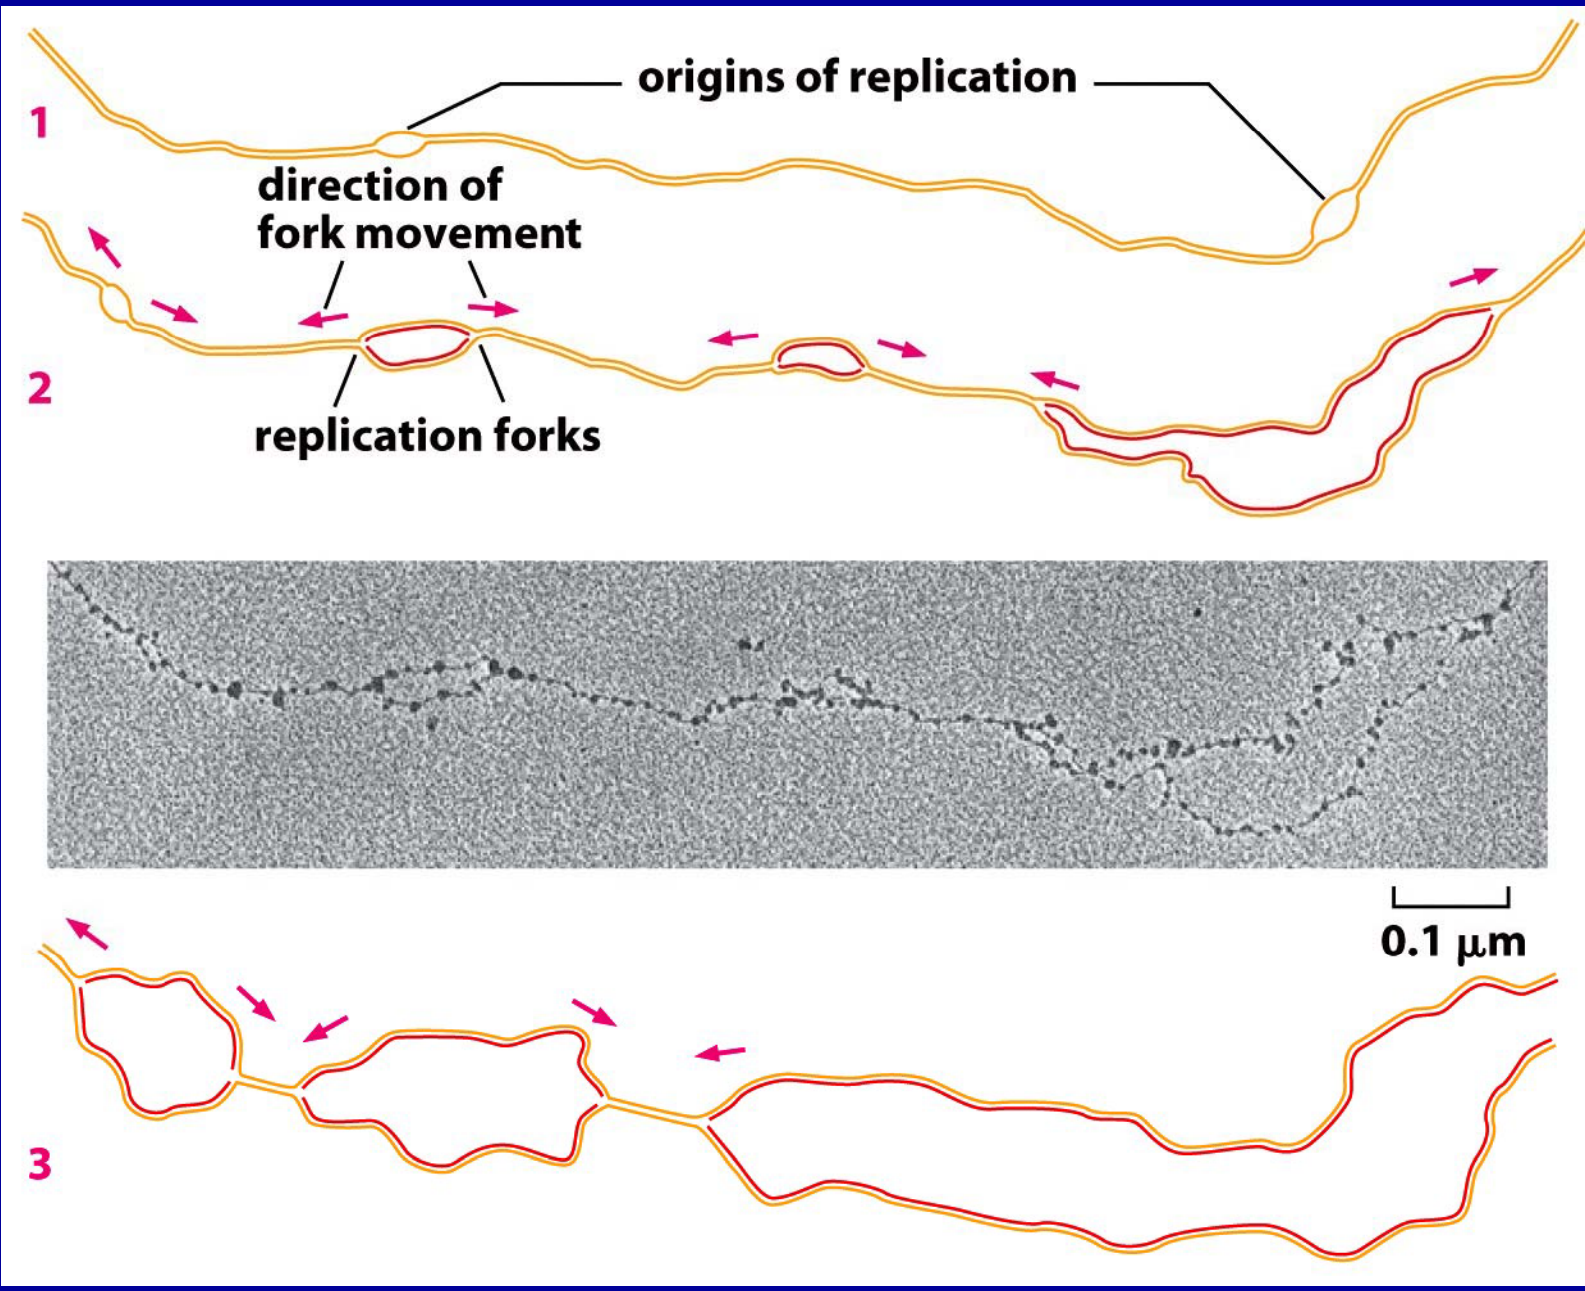 origins of replication
1
direction of
fork movement
2
replication forks
0.1 μm
3